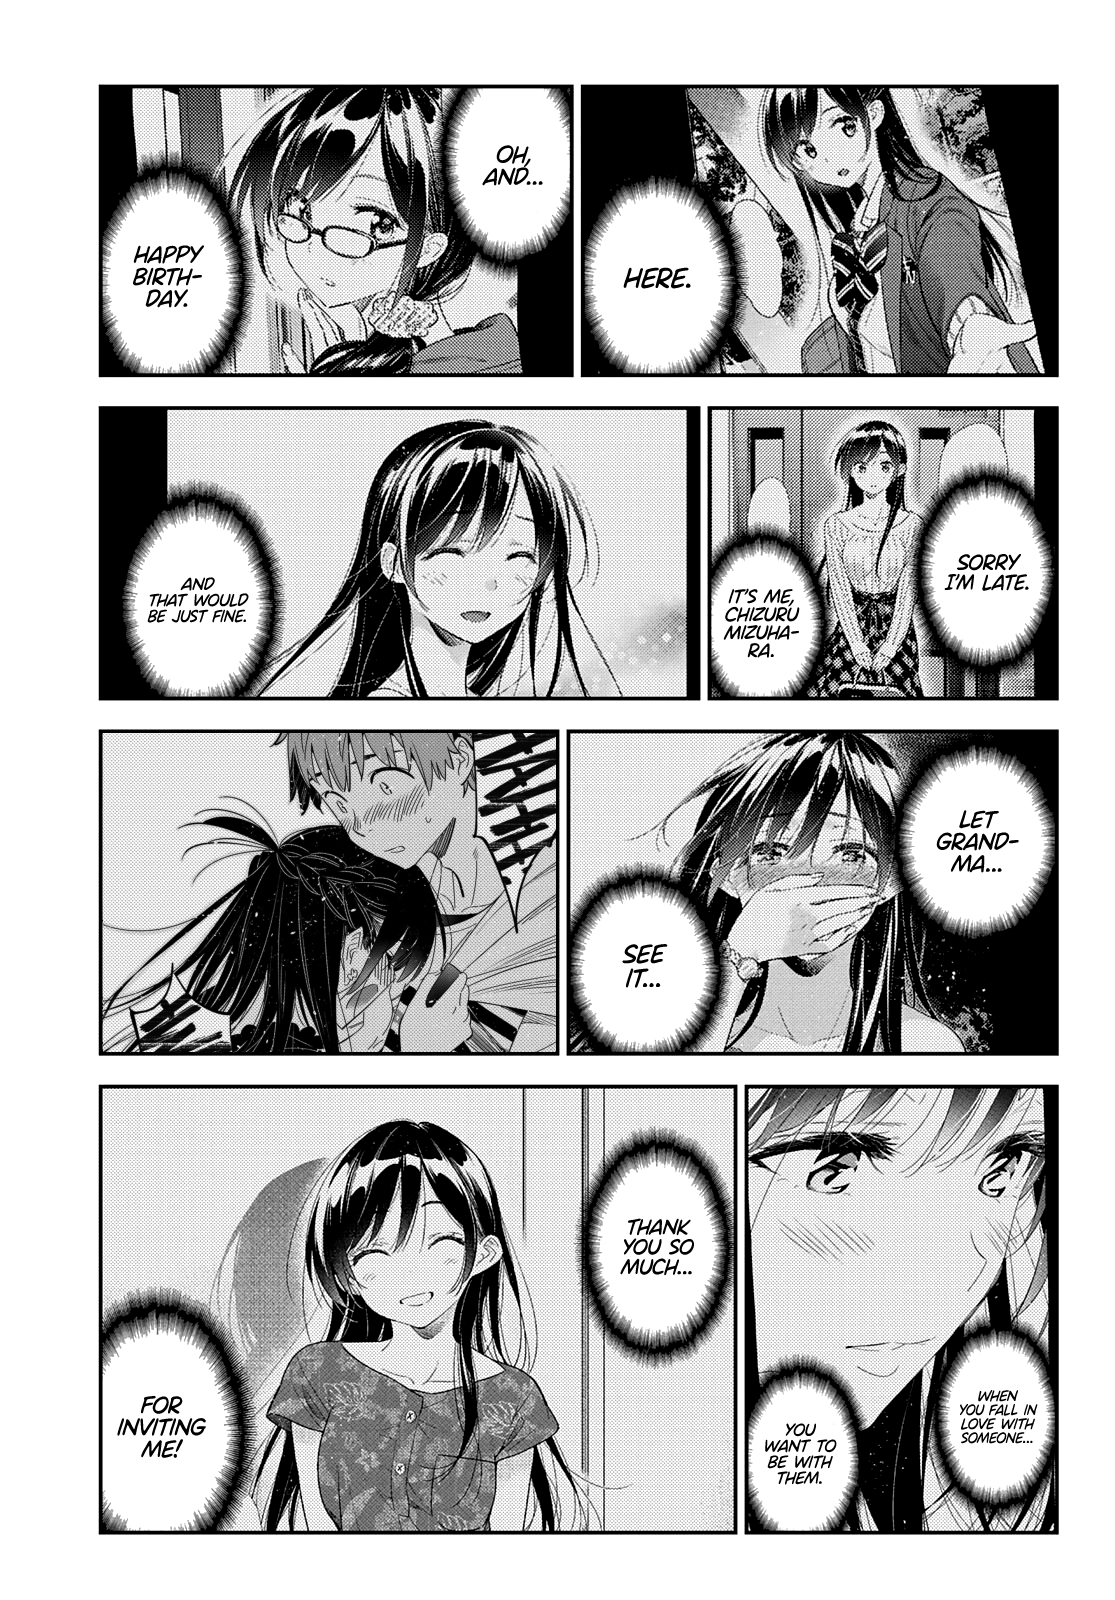 HERE.
OH,
AND...
HAPPY
BIRTH-
DAY.
SORRY
I'M LATE.
IT'S ME,
CHIZURU
MIZUHA-
RA.
AND
THAT WOULD
BE JUST FINE.
LET
GRAND-
MA...
SEE
IT...
WHEN
YOU FALL IN
LOVE WITH
SOMEONE...
YOU
WANT TO
BE WITH
THEM.
THANK
YOU SO
MUCH...
FOR
INVITING
ME!